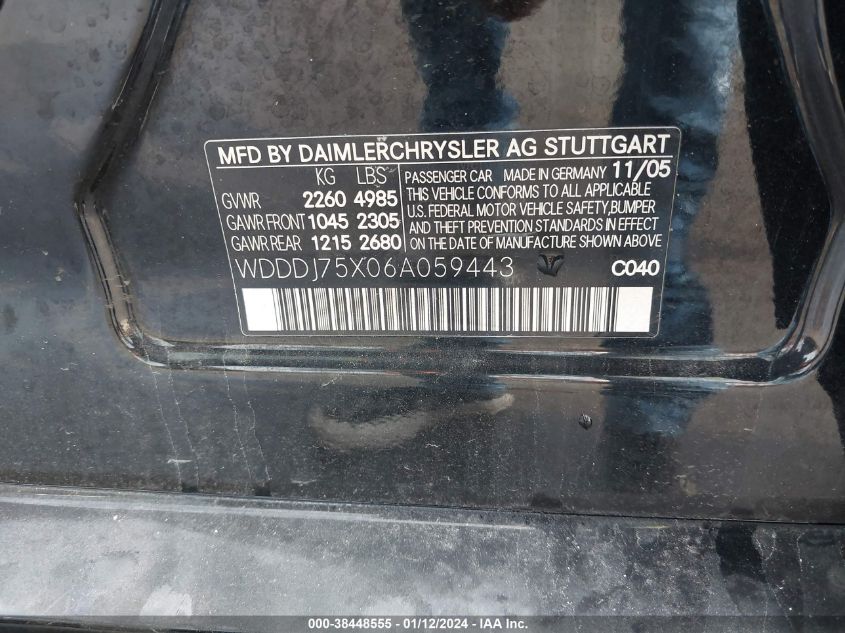 MFD BY DAIMLERCHRYSLER AG STUTTGART
KG LBS
GVWR 2260 4985
GAWR FRONT 1045 2305
GAWR REAR 1215 2680
PASSENGER CAR MADE IN GERMANY 11/05
THIS VEHICLE CONFORMS TO ALL APPLICABLE
U.S. FEDERAL MOTOR VEHICLE SAFETY,BUMPER
AND THEFT PREVENTION STANDARDS IN EFFECT
ON THE DATE OF MANUFACTURE SHOWN ABOVE
WDDDJ75X06A059443 C040
000-38448555 - 01/12/2024 - IAA Inc.